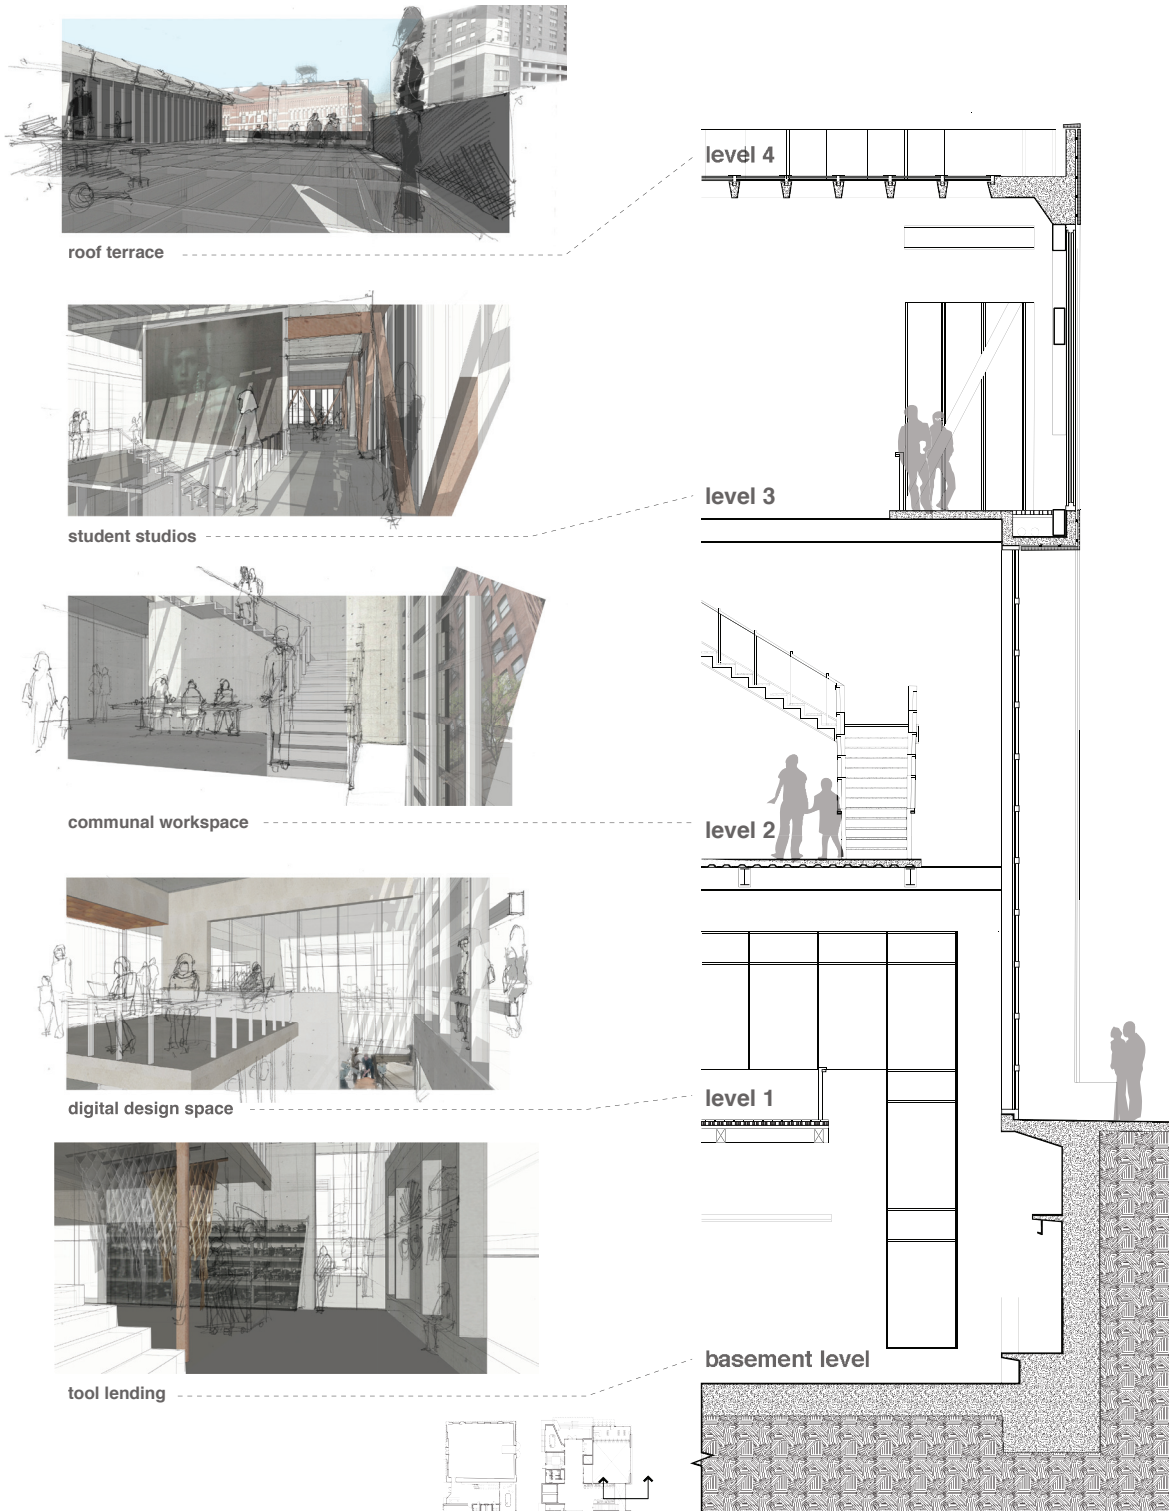 level 4
roof terrace
level 3
student studios
level 2
communal workspace
level 1
digital design space
basement level
tool lending